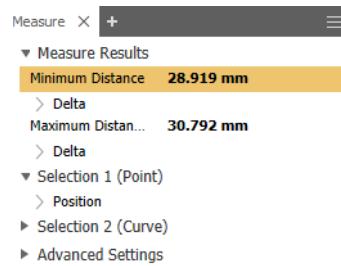 Measure
Measure Results
Minimum Distance 28.919 mm
Delta
Maximum Distan... 30.792 mm
Delta
Selection 1 (Point)
Position
Selection 2 (Curve)
Advanced Settings